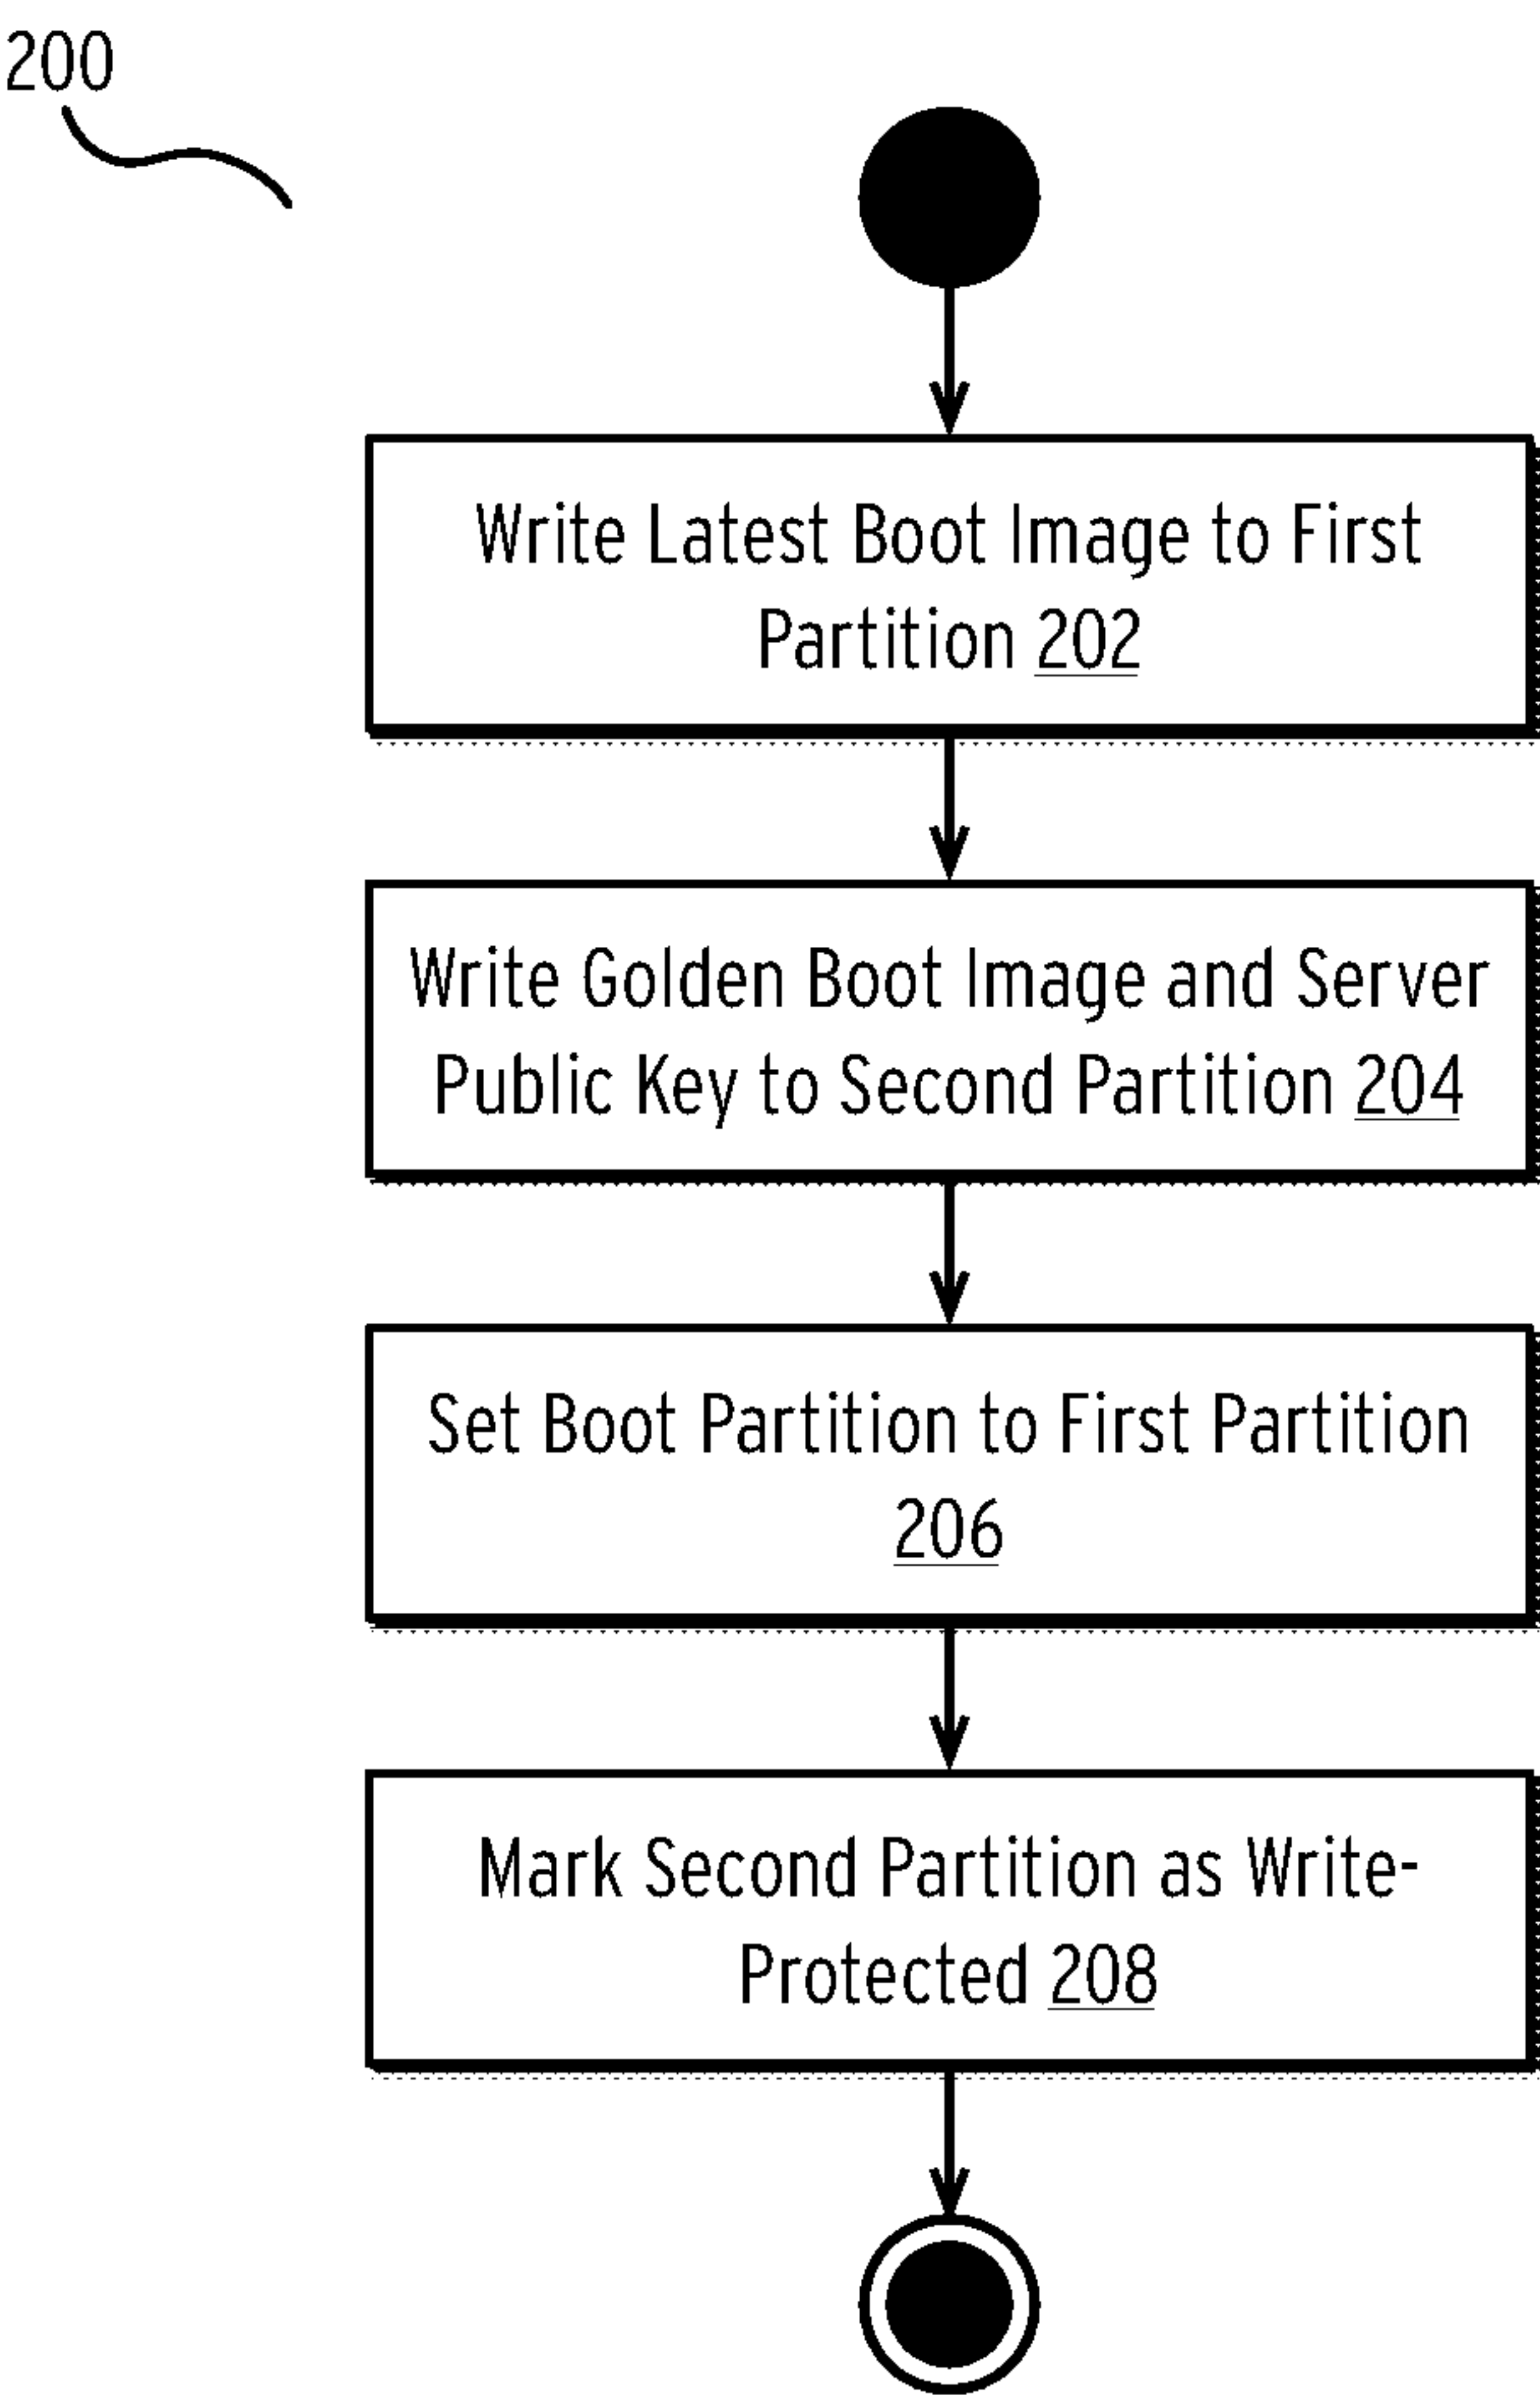 200
Write Latest Boot Image to First
Partition 202
Write Golden Boot Image and Server
Public Key to Second Partition 204
Set Boot Partition to First Partition
206
Mark Second Partition as Write-
Protected 208